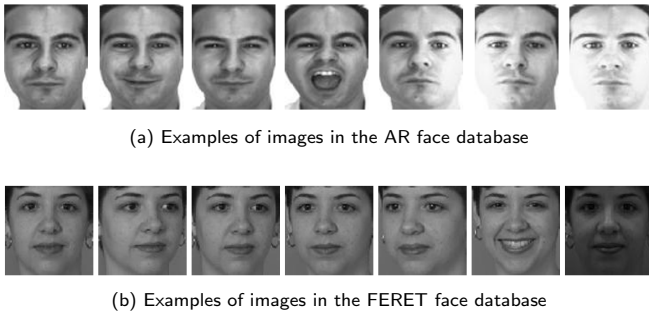 (a) Examples of images in the AR face database
(b) Examples of images in the FERET face database